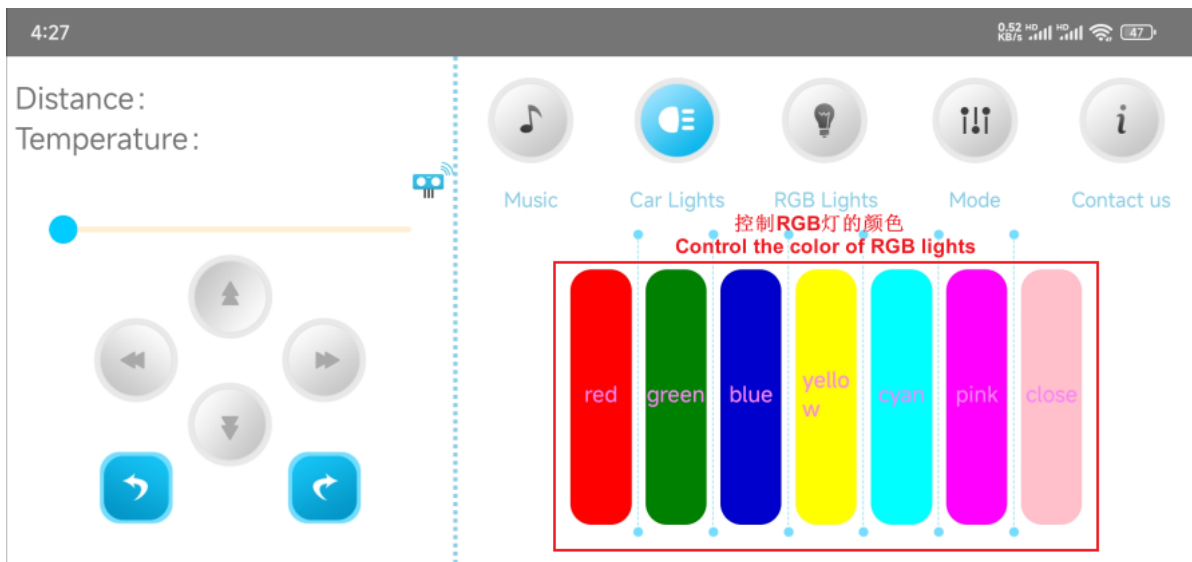 4:27
0.52 KB/s HD HD 47
Distance:
Temperature:
Music
Car Lights
RGB Lights
Mode
Contact us
控制RGB灯的颜色
Control the color of RGB lights
red
green
blue
yello
w
cyan
pink
close